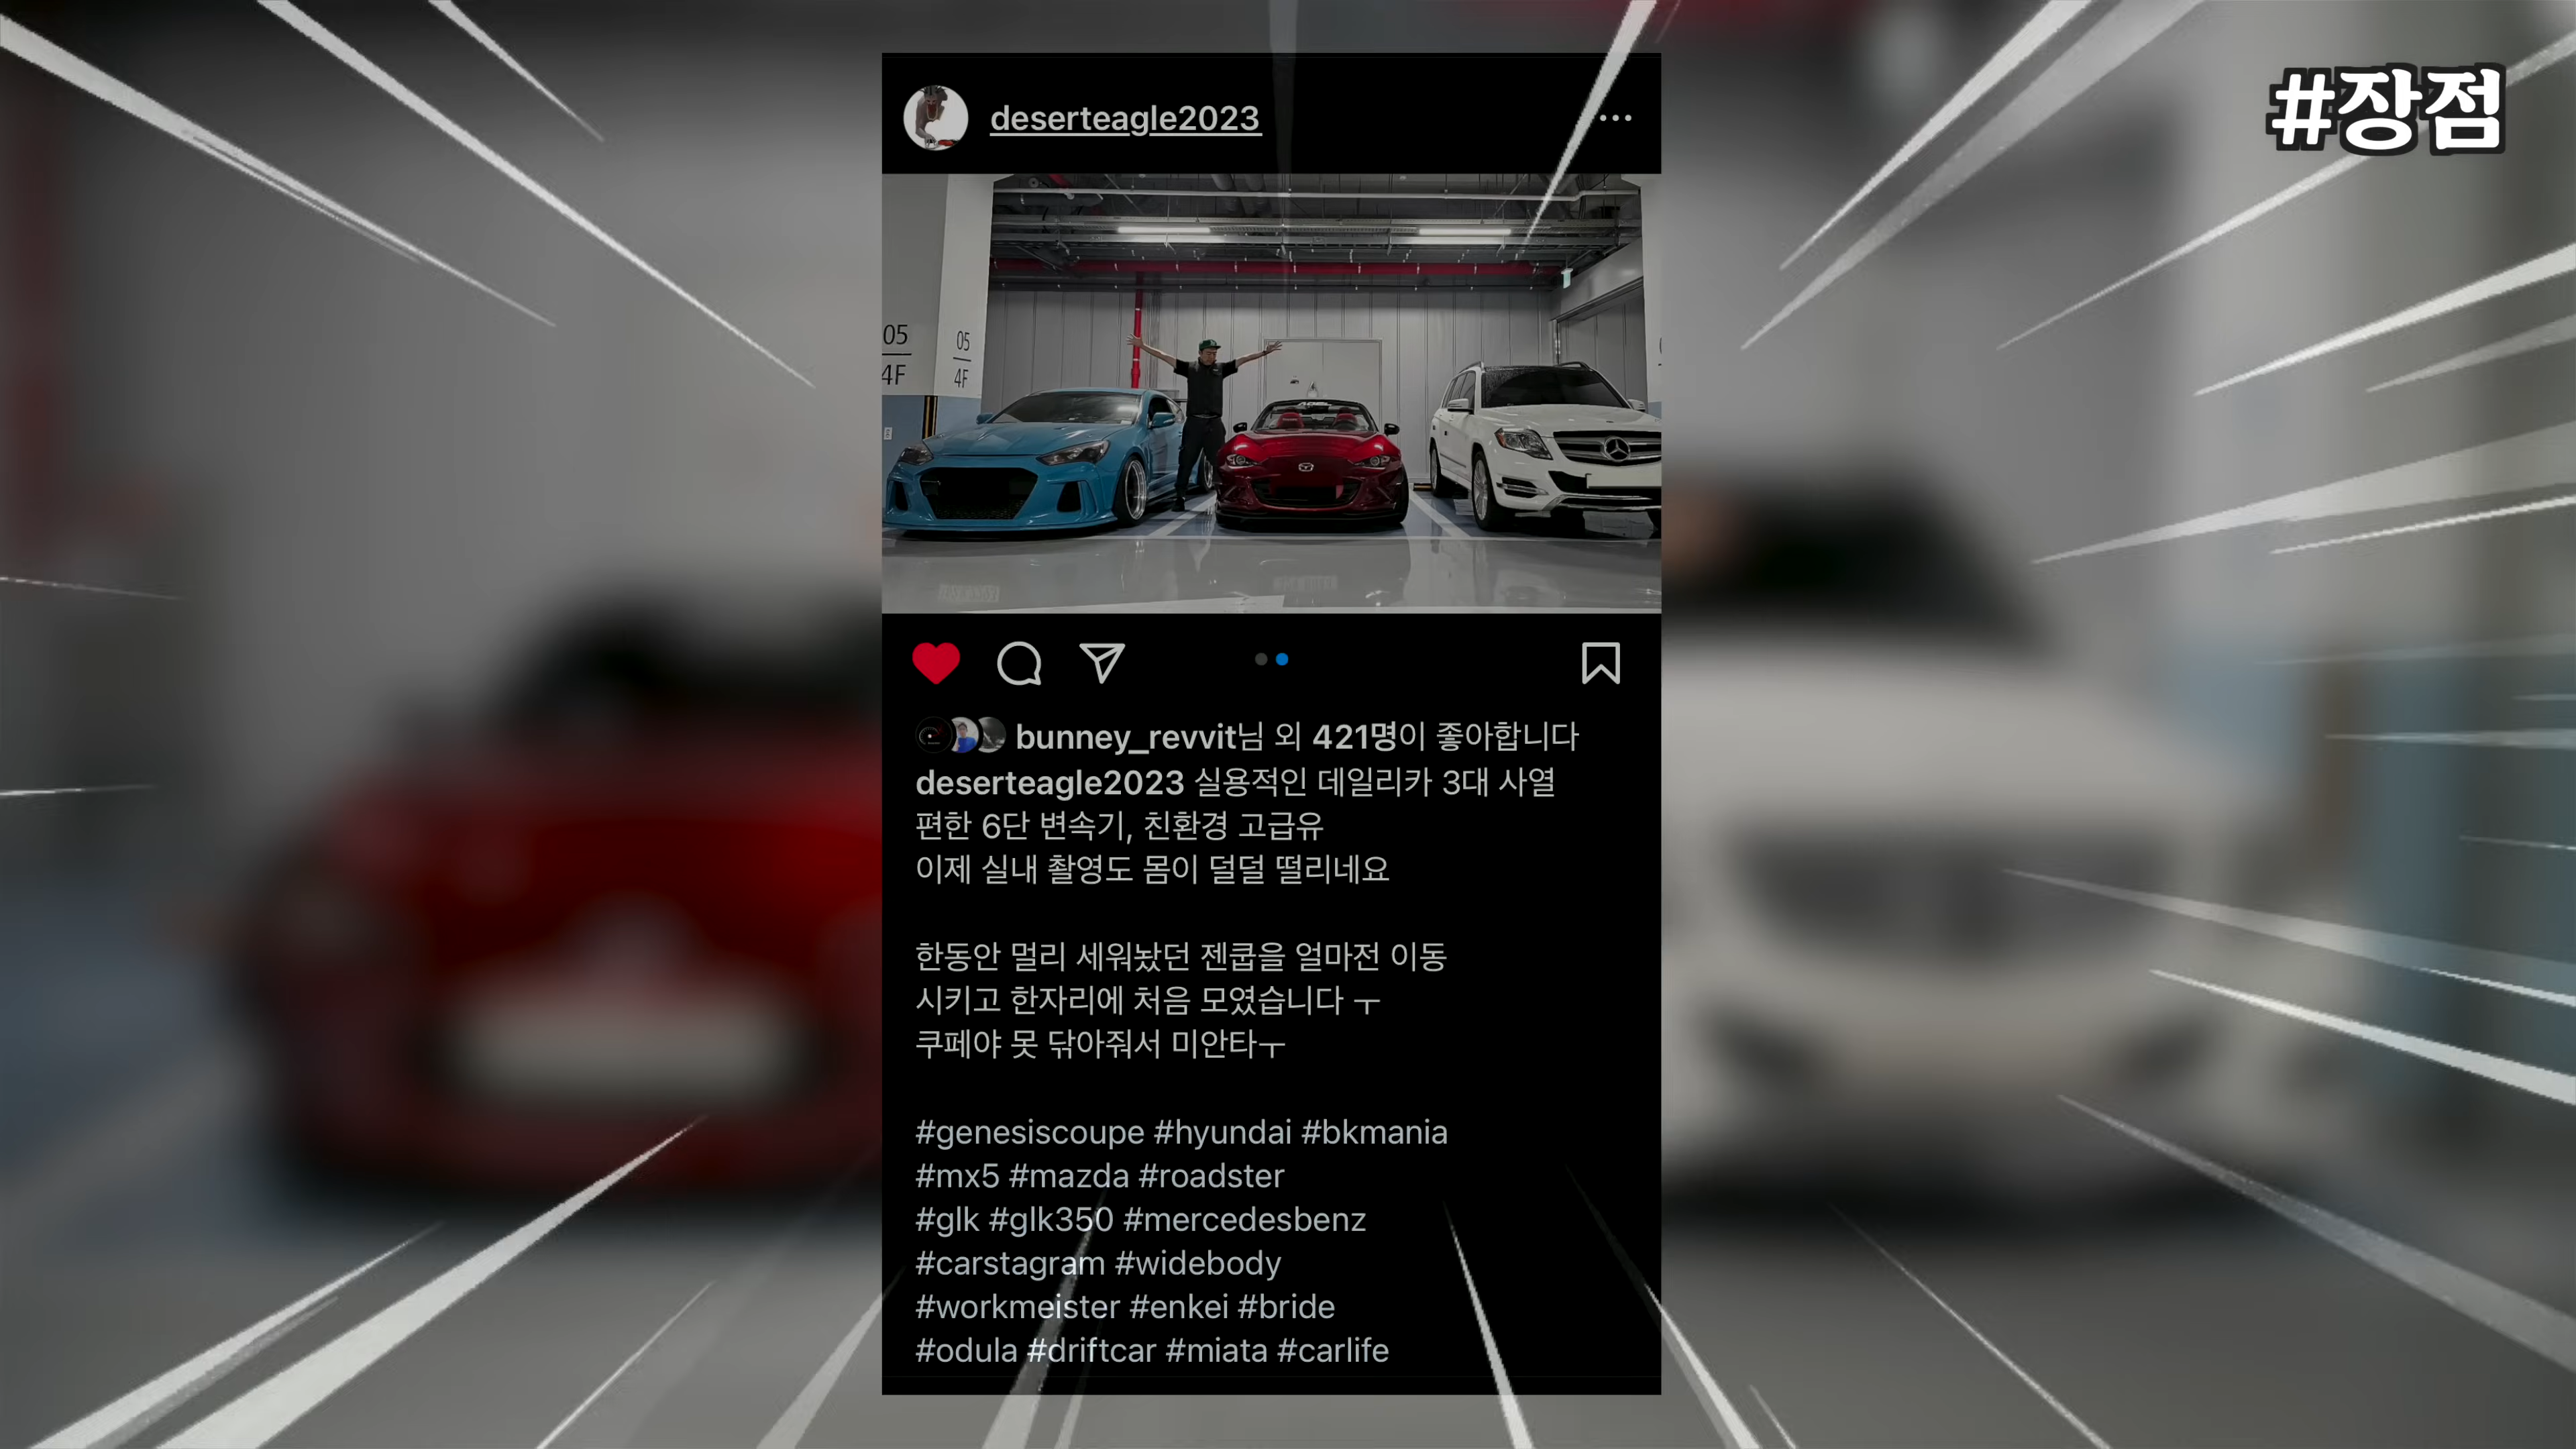 #장점
deserteagle2023
05
4F
05
4F
bunney_revvit님 외 421명이 좋아합니다
deserteagle2023 실용적인 데일리카 3대 사열
편한 6단 변속기, 친환경 고급유
이제 실내 촬영도 몸이 덜덜 떨리네요
한동안 멀리 세워놨던 젠쿱을 얼마전 이동
시키고 한자리에 처음 모였습니다 ㅜ
쿠페야 못 닦아줘서 미안타ㅜ
#genesiscoupe #hyundai #bkmania
#mx5 #mazda #roadster
#glk #glk350 #mercedesbenz
#carstagram #widebody
#workmeister #enkei #bride
#odula #driftcar #miata #carlife